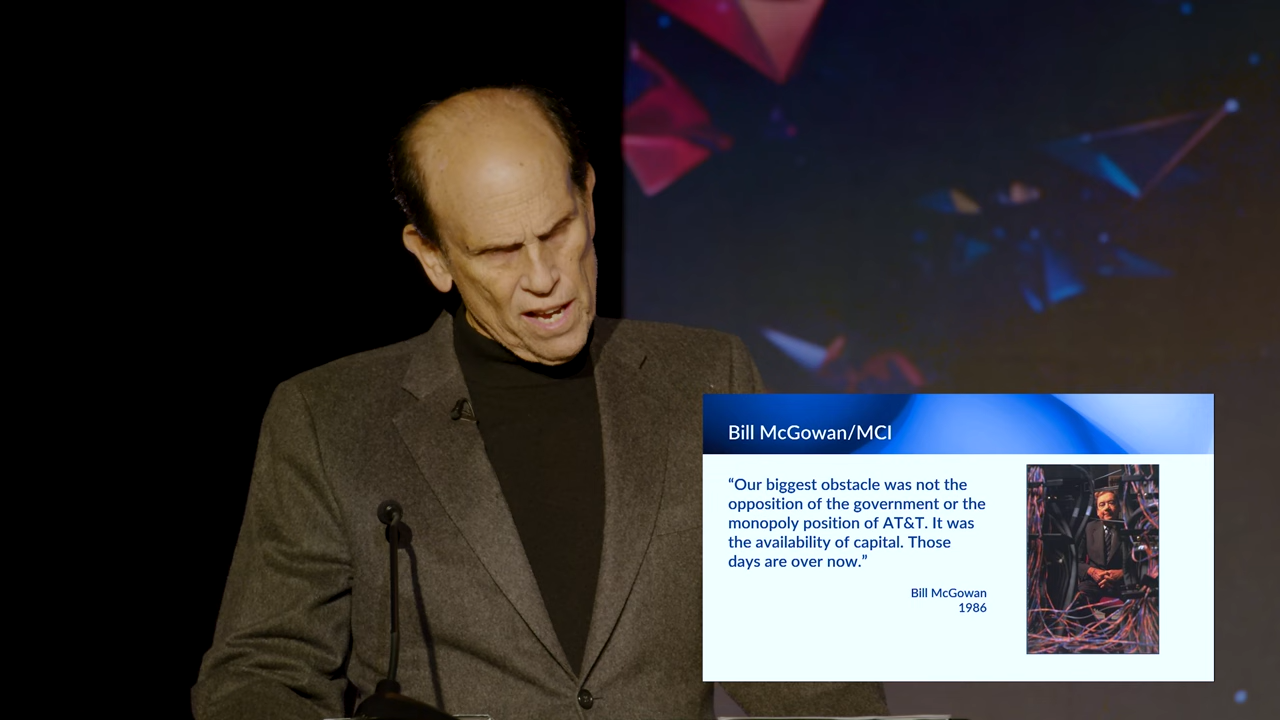 Bill McGowan/MCI
“Our biggest obstacle was not the
opposition of the government or the
monopoly position of AT&T. It was
the availability of capital. Those
days are over now.”
Bill McGowan
1986